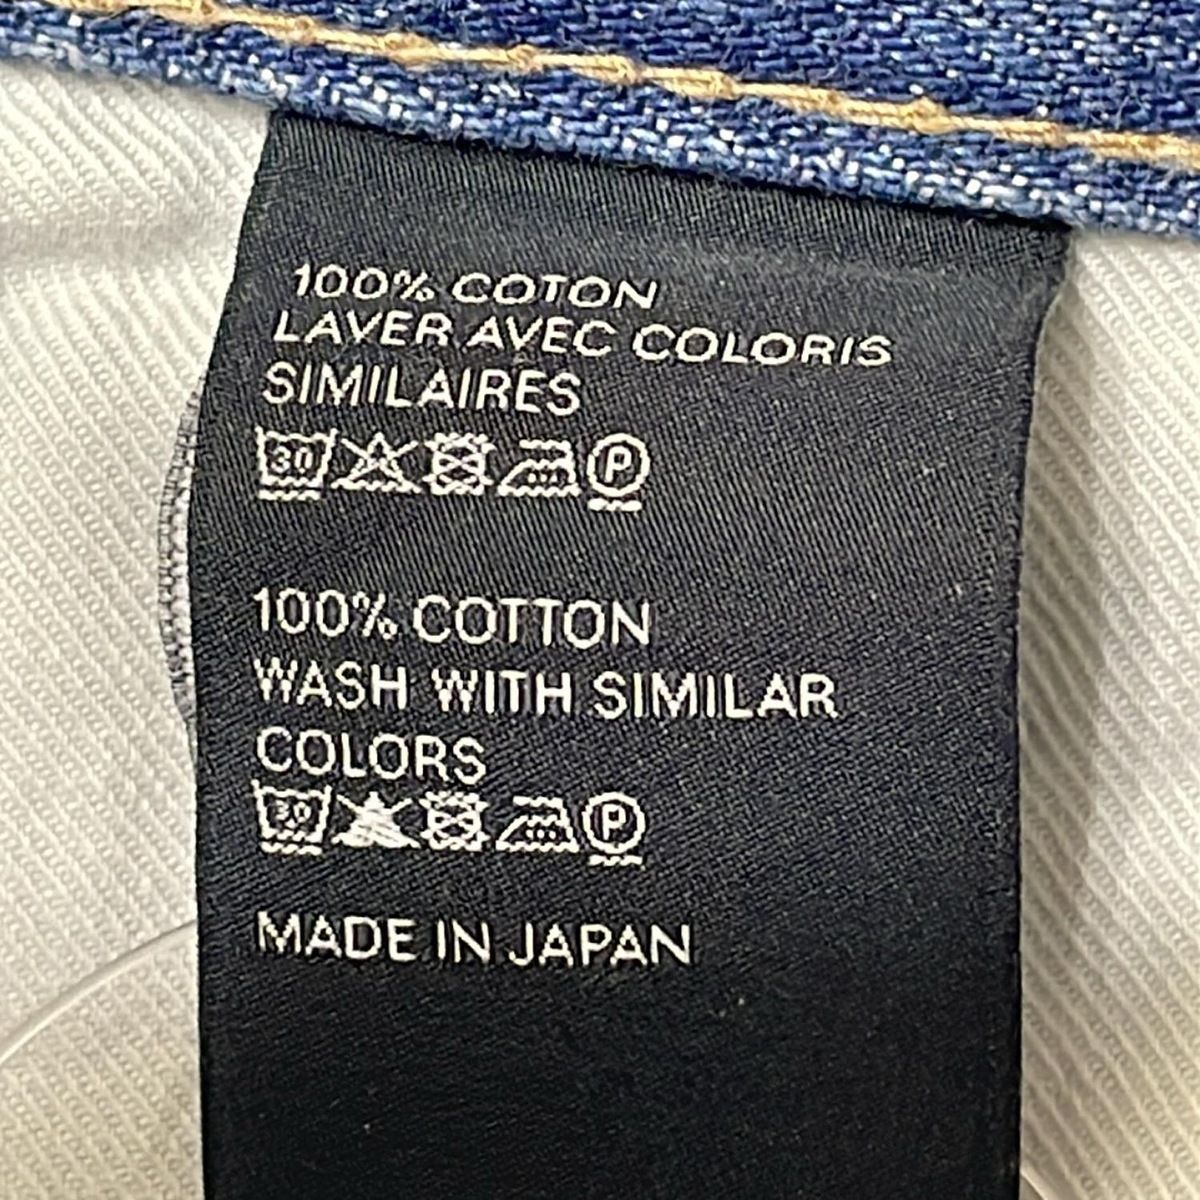 100% COTON
LAVER AVEC COLORIS
SIMILAIRES
30 P
100% COTTON
WASH WITH SIMILAR
COLORS
30 P
MADE IN JAPAN